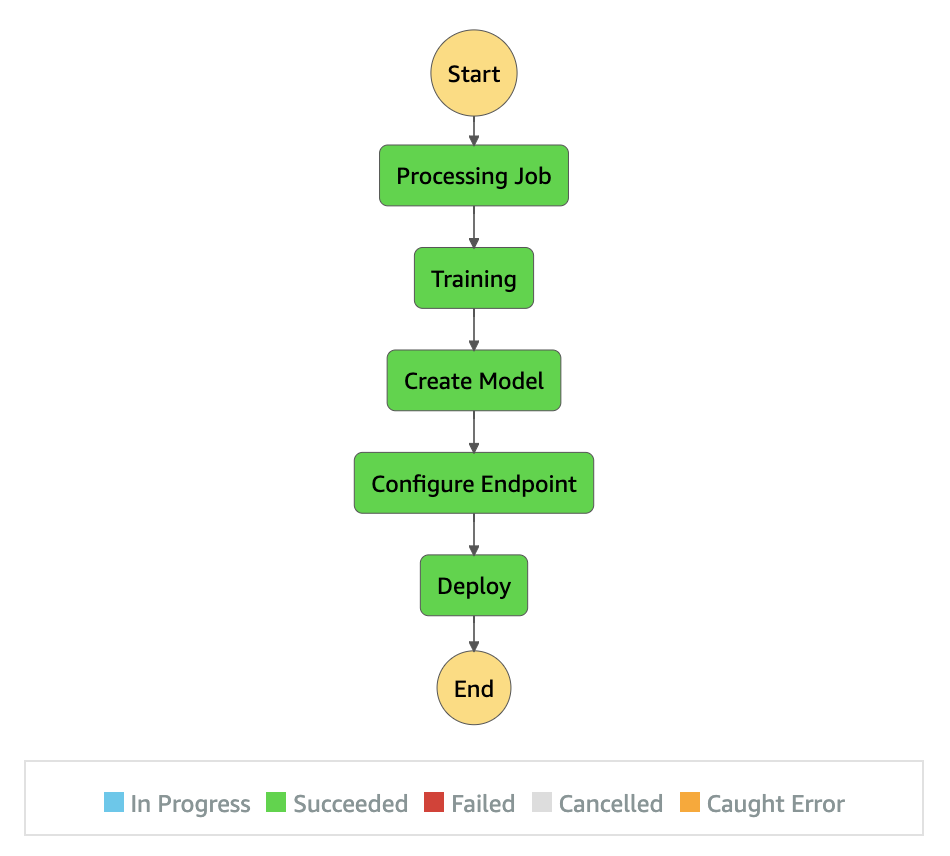 Start
Processing Job
Training
Create Model
Configure Endpoint
Deploy
End
In Progress Succeeded Failed Cancelled Caught Error